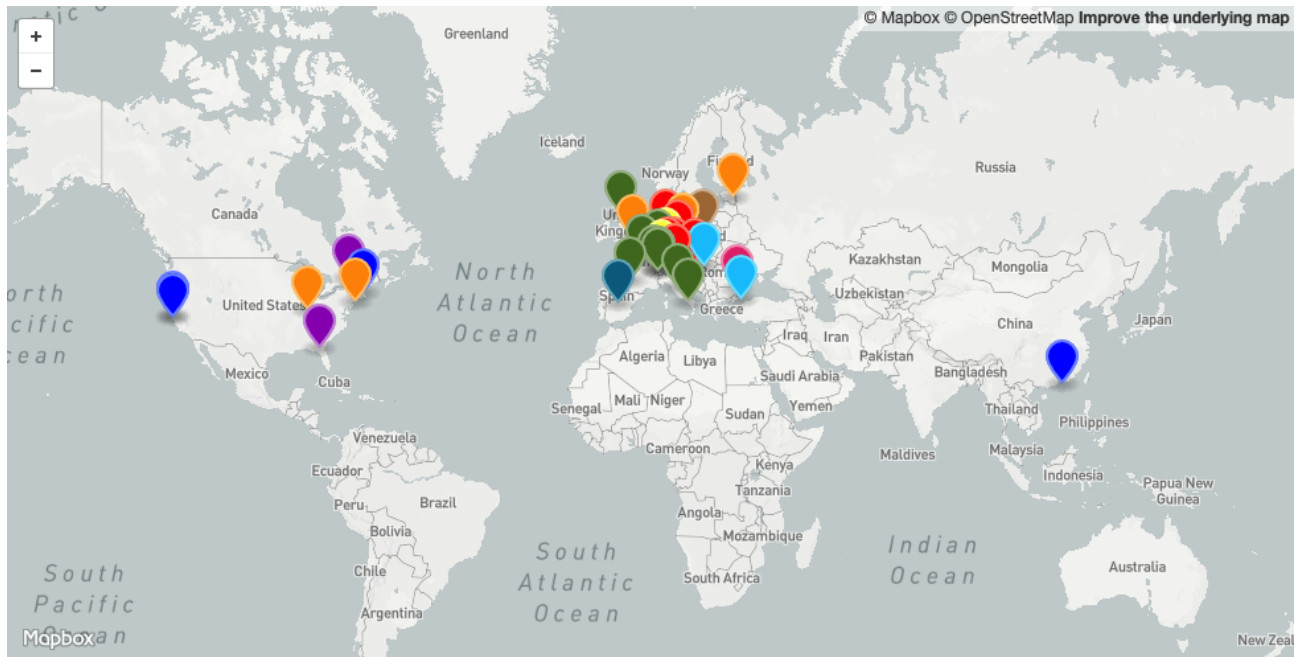 © Mapbox © OpenStreetMap Improve the underlying map
+
−
Greenland
Iceland
Norway
Russia
Canada
Kazakhstan
Mongolia
North
Atlantic
Ocean
United States
Uzbekistan
Spain
Greece
China
Japan
Iraq
Iran
Algeria
Libya
Pakistan
Mexico
Cuba
Saudi Arabia
Bangladesh
Senegal
Mali
Niger
Sudan
Yemen
Thailand
Philippines
Venezuela
Cameroon
Maldives
Malaysia
Ecuador
Kenya
Indonesia
Peru
Brazil
Tanzania
Papua New
Guinea
Angola
Bolivia
Mozambique
Indian
Ocean
South
Atlantic
Ocean
Chile
South Africa
Australia
South
Pacific
Argentina
Mapbox